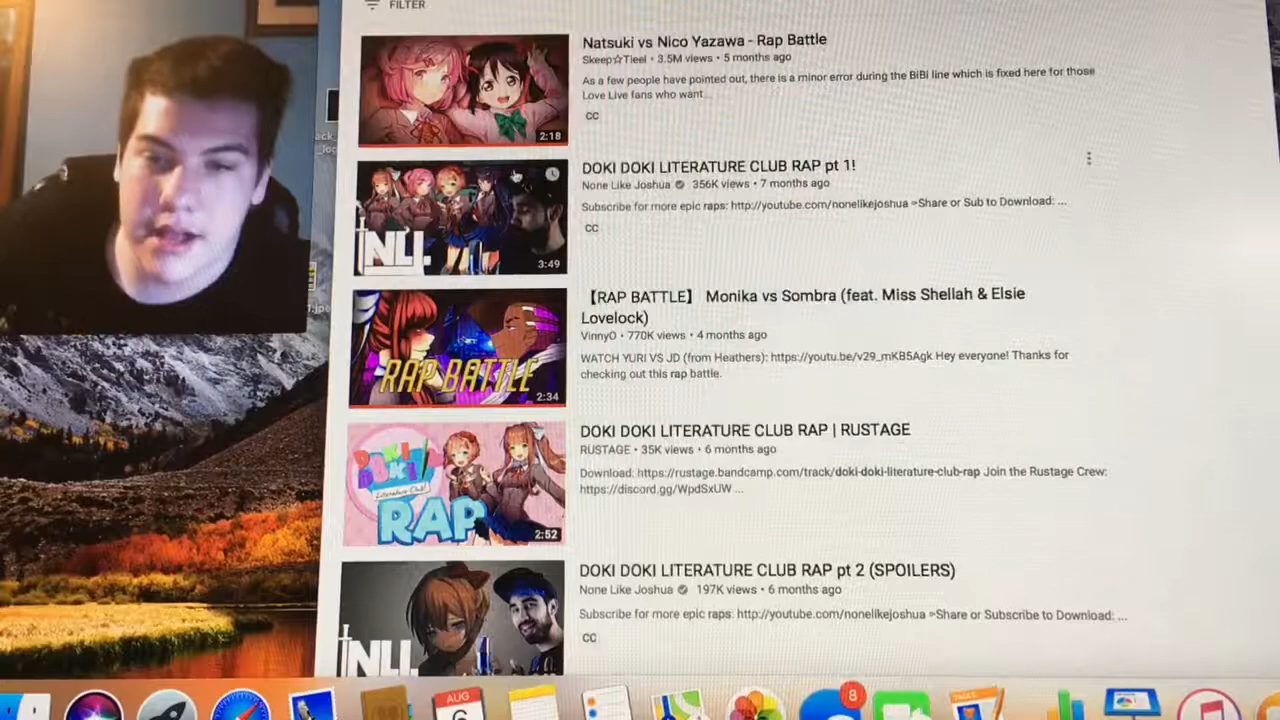 FILTER
Natsuki vs Nico Yazawa - Rap Battle
Skeep☆Tieel • 3.5M views • 5 months ago
As a few people have pointed out, there is a minor error during the BiBi line which is fixed here for those
Love Live fans who want...
CC
2:18
DOKI DOKI LITERATURE CLUB RAP pt 1!
None Like Joshua 356K views • 7 months ago
Subscribe for more epic raps: http://youtube.com/nonelikejoshua ➣Share or Sub to Download: ...
CC
NLJ.
3:49
【RAP BATTLE】 Monika vs Sombra (feat. Miss Shellah & Elsie
Lovelock)
VinnyO • 770K views • 4 months ago
WATCH YURI VS JD (from Heathers): https://youtu.be/v29_mKB5Agk Hey everyone! Thanks for
checking out this rap battle.
RAP BATTLE
2:34
DOKI DOKI LITERATURE CLUB RAP | RUSTAGE
RUSTAGE • 35K views • 6 months ago
Download: https://rustage.bandcamp.com/track/doki-doki-literature-club-rap Join the Rustage Crew:
https://discord.gg/WpdSxUW ...
DOKI
DOKI
Literature Club!
RAP
2:52
DOKI DOKI LITERATURE CLUB RAP pt 2 (SPOILERS)
None Like Joshua 197K views • 6 months ago
Subscribe for more epic raps: http://youtube.com/nonelikejoshua ➣Share or Subscribe to Download: ...
CC
NLJ
AUG
8
PAGES